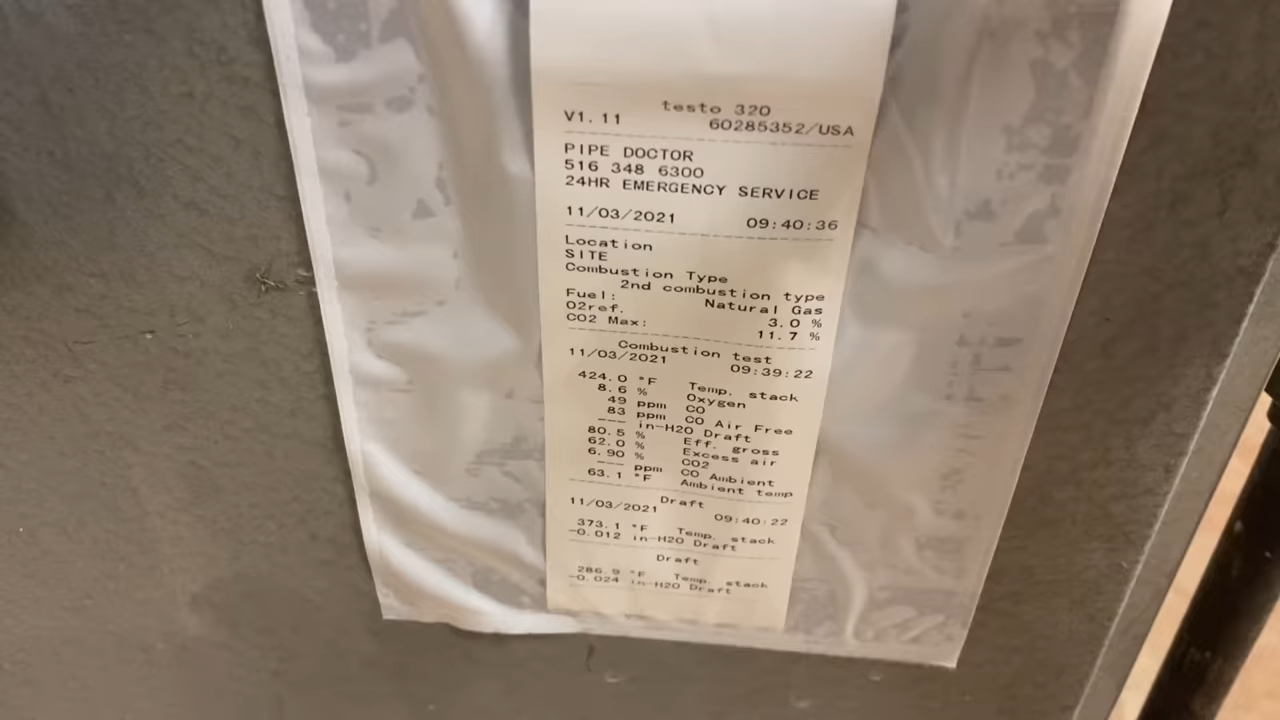 testo 320
V1.11 60285352/USA
PIPE DOCTOR
516 348 6300
24HR EMERGENCY SERVICE
11/03/2021 09:40:36
Location
SITE
Combustion Type
2nd combustion type
Fuel: Natural Gas
O2ref. 3.0 %
CO2 Max: 11.7 %
Combustion test
11/03/2021 09:39:22
424.0 °F Temp. stack
8.6 % Oxygen
49 ppm CO
83 ppm CO Air Free
--- in-H2O Draft
80.5 % Eff. gross
62.0 % Excess air
6.90 % CO2
--- ppm CO Ambient
63.1 °F Ambient temp
Draft
11/03/2021 09:40:22
373.1 °F Temp. stack
-0.012 in-H2O Draft
Draft
286.9 °F Temp. stack
-0.024 in-H2O Draft